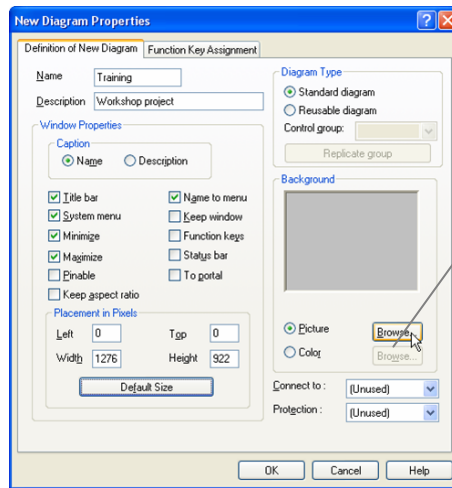 New Diagram Properties
Definition of New Diagram
Function Key Assignment
Name
Training
Description
Workshop project
Window Properties
Caption
Name
Description
Title bar
Name to menu
System menu
Keep window
Minimize
Function keys
Maximize
Status bar
Pinable
To portal
Keep aspect ratio
Placement in Pixels
Left
0
Top
0
Width
1276
Height
922
Default Size
Diagram Type
Standard diagram
Reusable diagram
Control group:
Replicate group
Background
Picture
Browse...
Color
Browse...
Connect to :
(Unused)
Protection :
(Unused)
OK
Cancel
Help